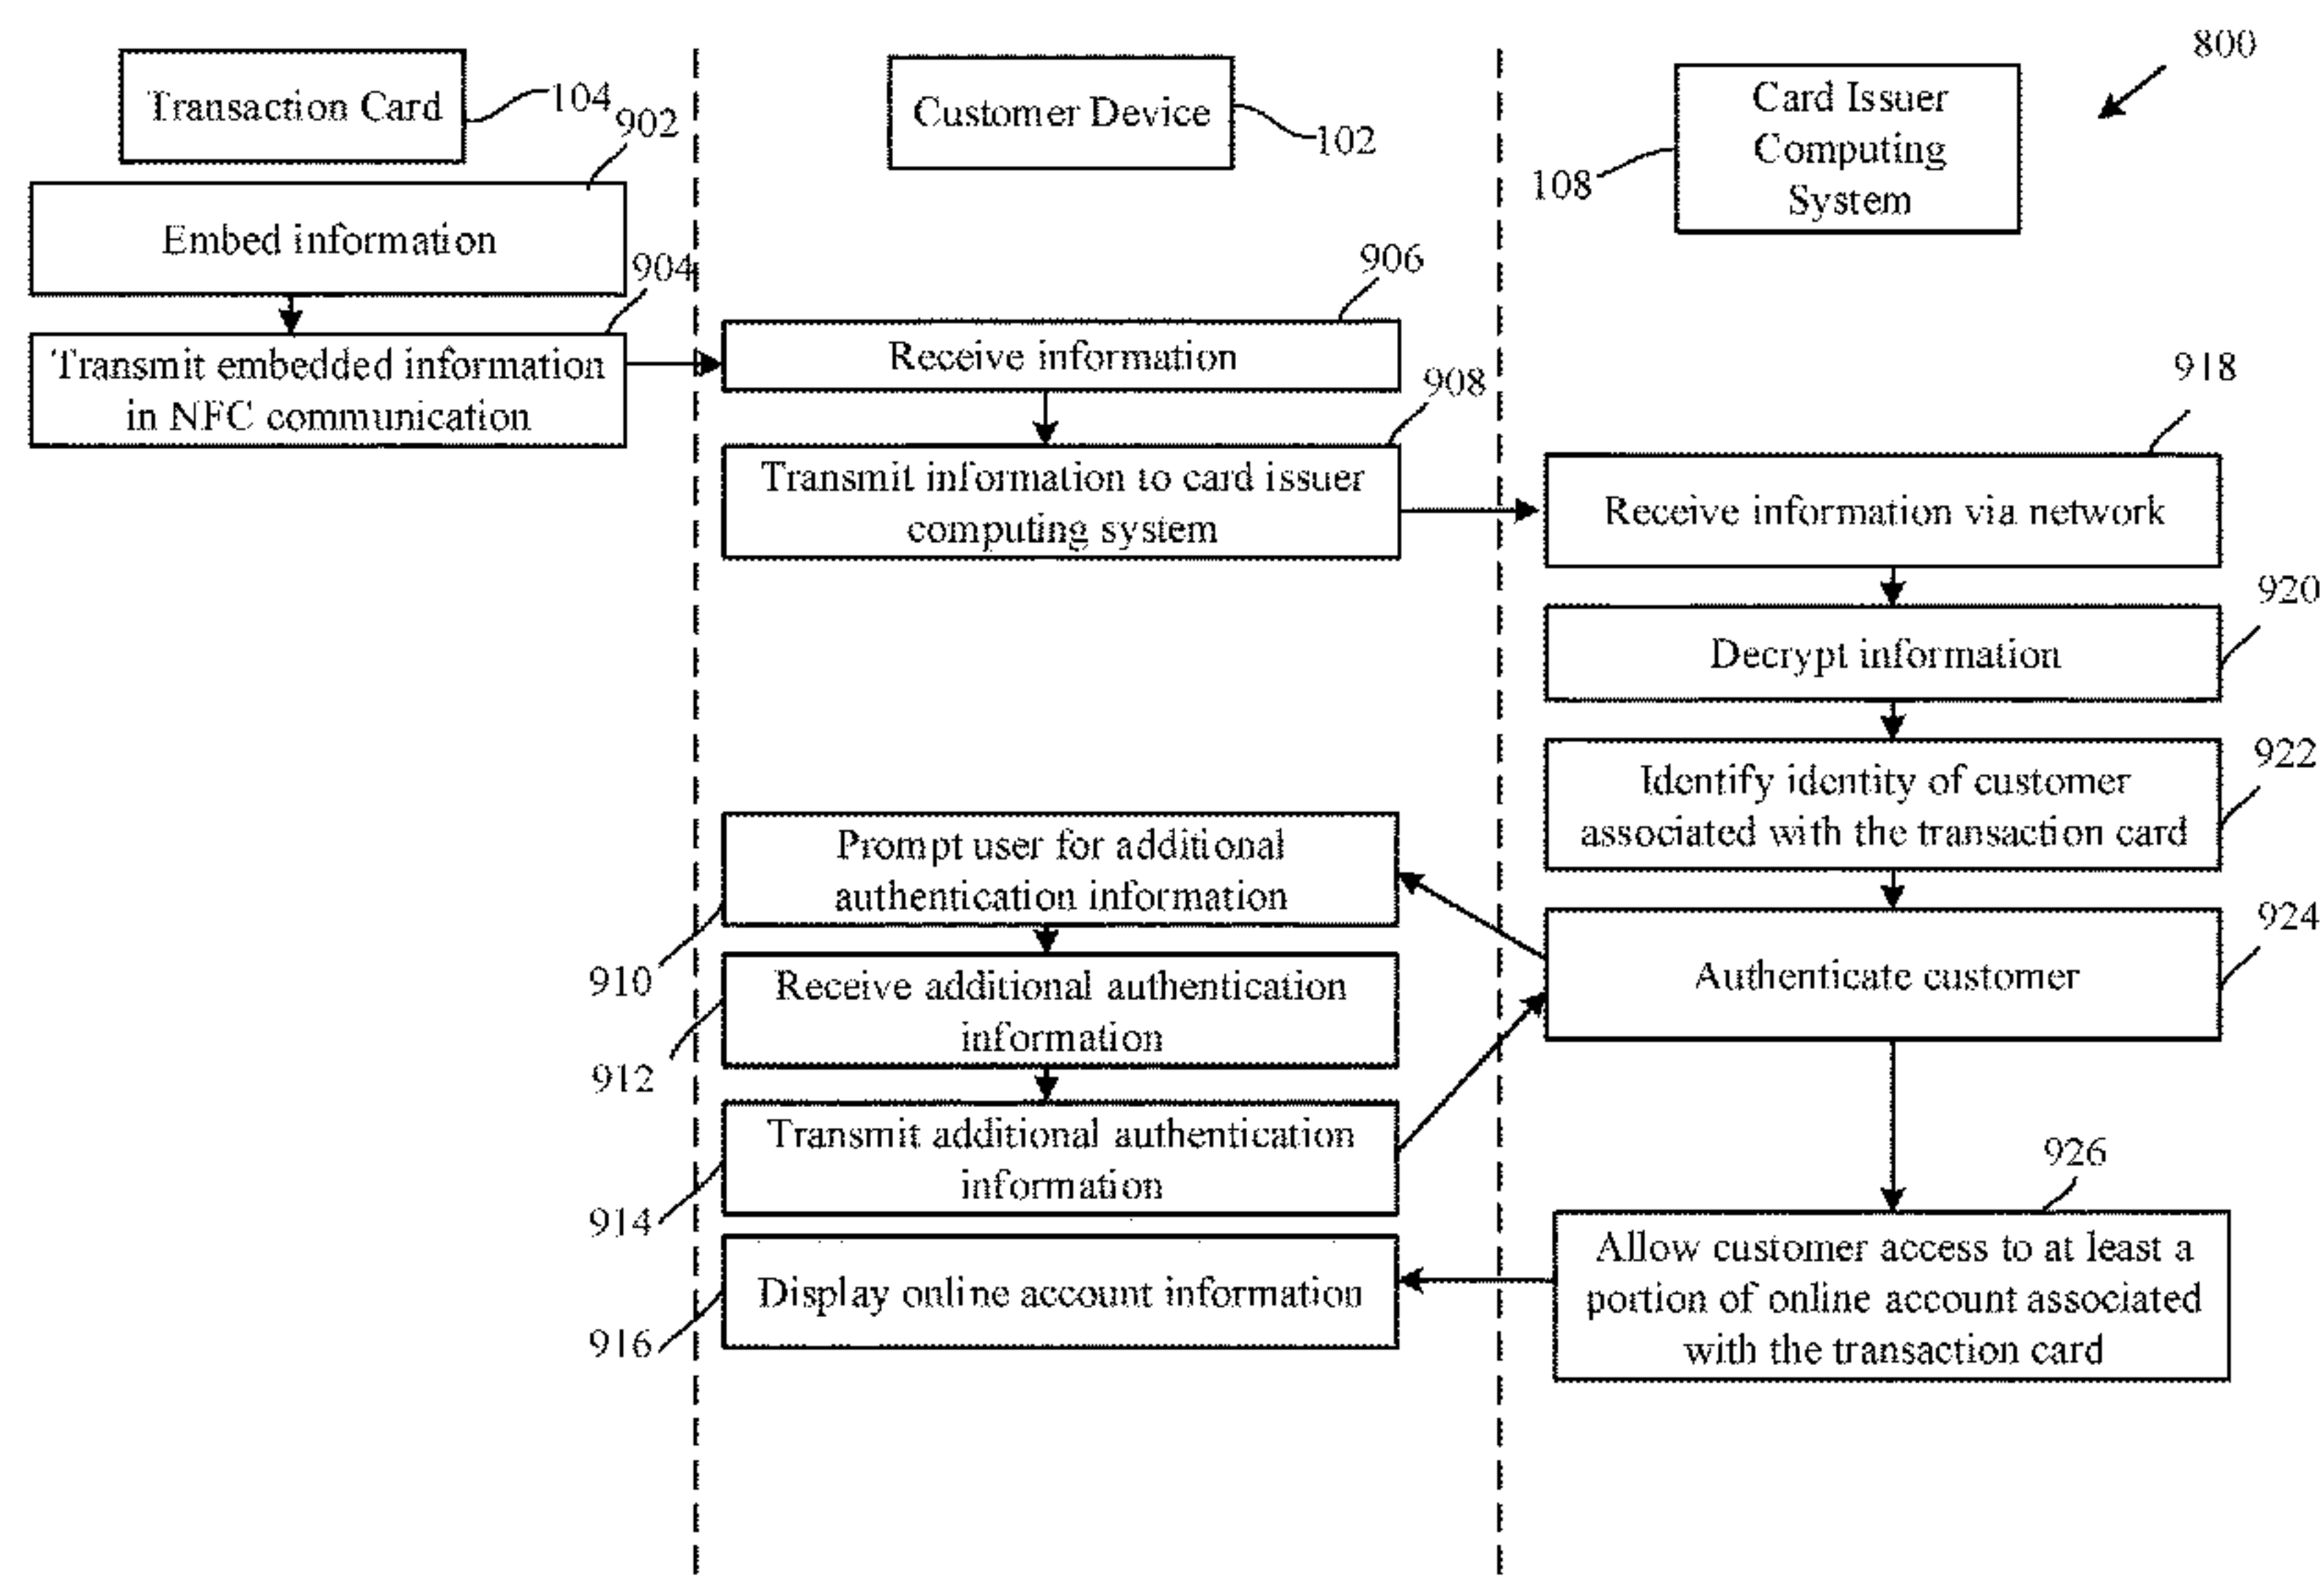 800
Transaction Card
104
Customer Device
102
Card Issuer
Computing
System
108
902
Embed information
904
Transmit embedded information
in NFC communication
906
Receive information
908
Transmit information to card issuer
computing system
918
Receive information via network
920
Decrypt information
922
Identify identity of customer
associated with the transaction card
924
Authenticate customer
Prompt user for additional
authentication information
910
Receive additional authentication
information
912
Transmit additional authentication
information
914
926
Allow customer access to at least a
portion of online account associated
with the transaction card
Display online account information
916